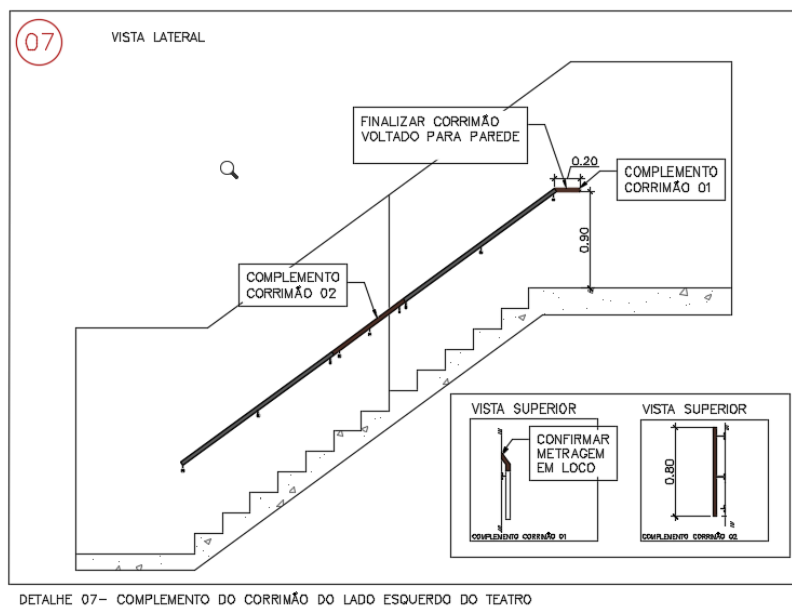 07
VISTA LATERAL
FINALIZAR CORRIMÃO
VOLTADO PARA PAREDE
0.20
COMPLEMENTO
CORRIMÃO 01
0.90
COMPLEMENTO
CORRIMÃO 02
VISTA SUPERIOR
CONFIRMAR
METRAGEM
EM LOCO
COMPLEMENTO CORRIMÃO 01
VISTA SUPERIOR
0.80
COMPLEMENTO CORRIMÃO 02
DETALHE 07- COMPLEMENTO DO CORRIMÃO DO LADO ESQUERDO DO TEATRO